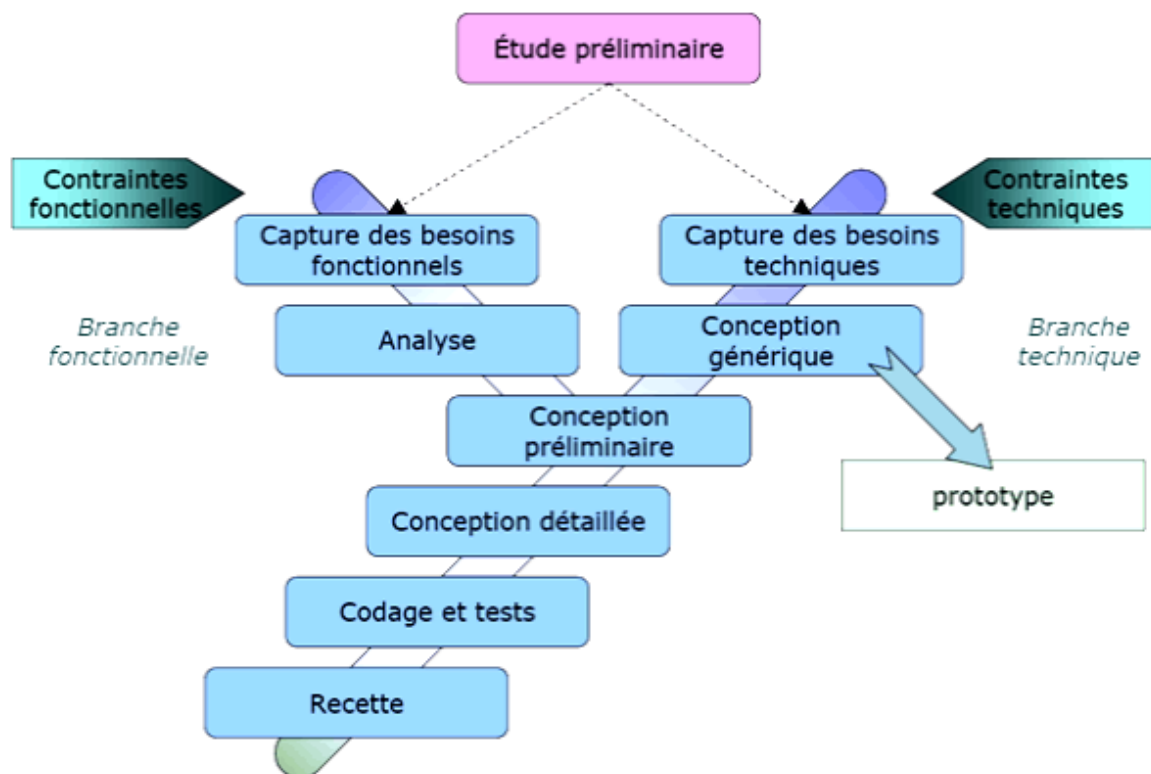 Étude préliminaire
Contraintes
fonctionnelles
Contraintes
techniques
Capture des besoins
fonctionnels
Capture des besoins
techniques
Branche
fonctionnelle
Analyse
Conception
générique
Branche
technique
Conception
préliminaire
prototype
Conception détaillée
Codage et tests
Recette